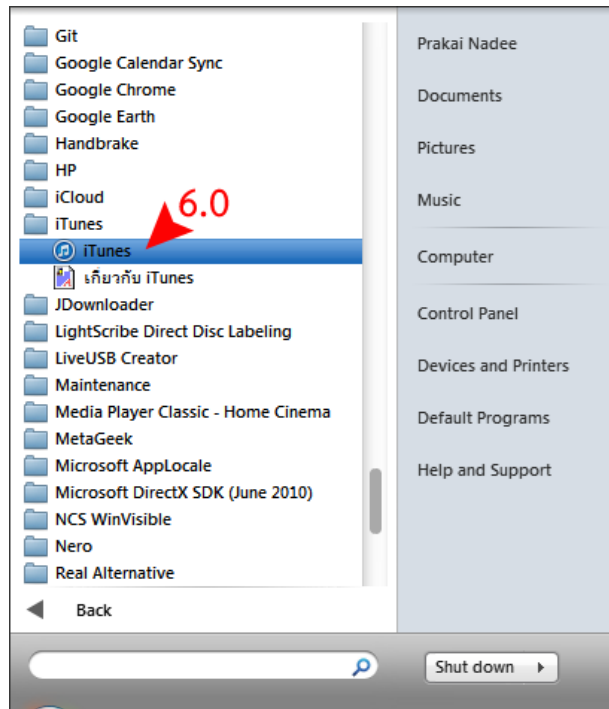 Git
Google Calendar Sync
Google Chrome
Google Earth
Handbrake
HP
iCloud
6.0
iTunes
iTunes
เกี่ยวกับ iTunes
JDownloader
LightScribe Direct Disc Labeling
LiveUSB Creator
Maintenance
Media Player Classic - Home Cinema
MetaGeek
Microsoft AppLocale
Microsoft DirectX SDK (June 2010)
NCS WinVisible
Nero
Real Alternative
Back
Prakai Nadee
Documents
Pictures
Music
Computer
Control Panel
Devices and Printers
Default Programs
Help and Support
Shut down